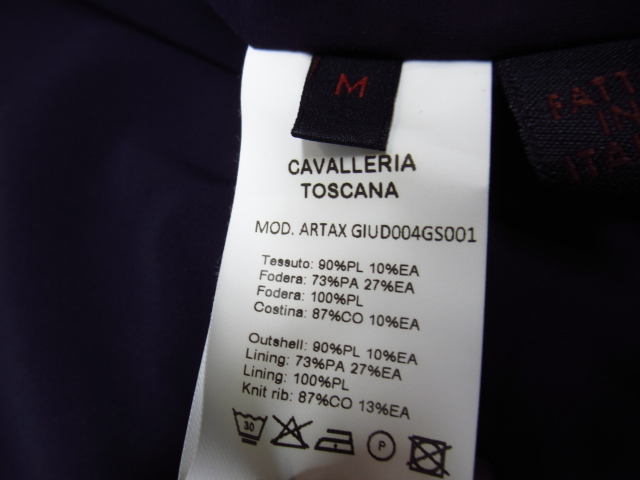 M
CAVALLERIA
TOSCANA
MOD. ARTAX GIUD004GS001
Tessuto: 90%PL 10%EA
Fodera: 73%PA 27%EA
Fodera: 100%PL
Costina: 87%CO 10%EA
Outshell: 90%PL 10%EA
Lining: 73%PA 27%EA
Lining: 100%PL
Knit rib: 87%CO 13%EA
30
P
FATT
IN
ITA